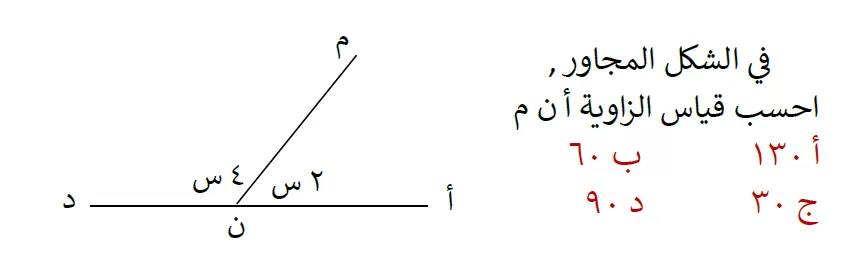 في الشكل المجاور ,
احسب قياس الزاوية أ ن م
أ ١٣٠ ب ٦٠
ج ٣٠ د ٩٠
م
٤ س ٢ س
د أ
ن